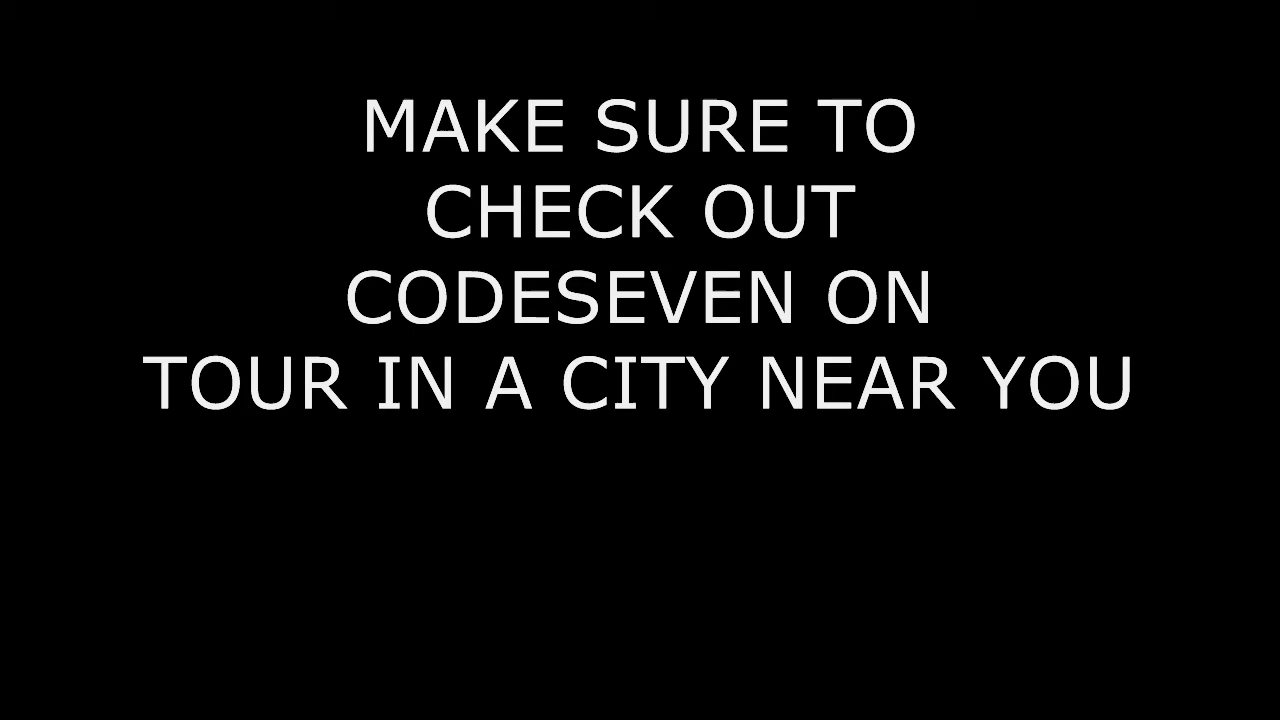 MAKE SURE TO
CHECK OUT
CODESEVEN ON
TOUR IN A CITY NEAR YOU